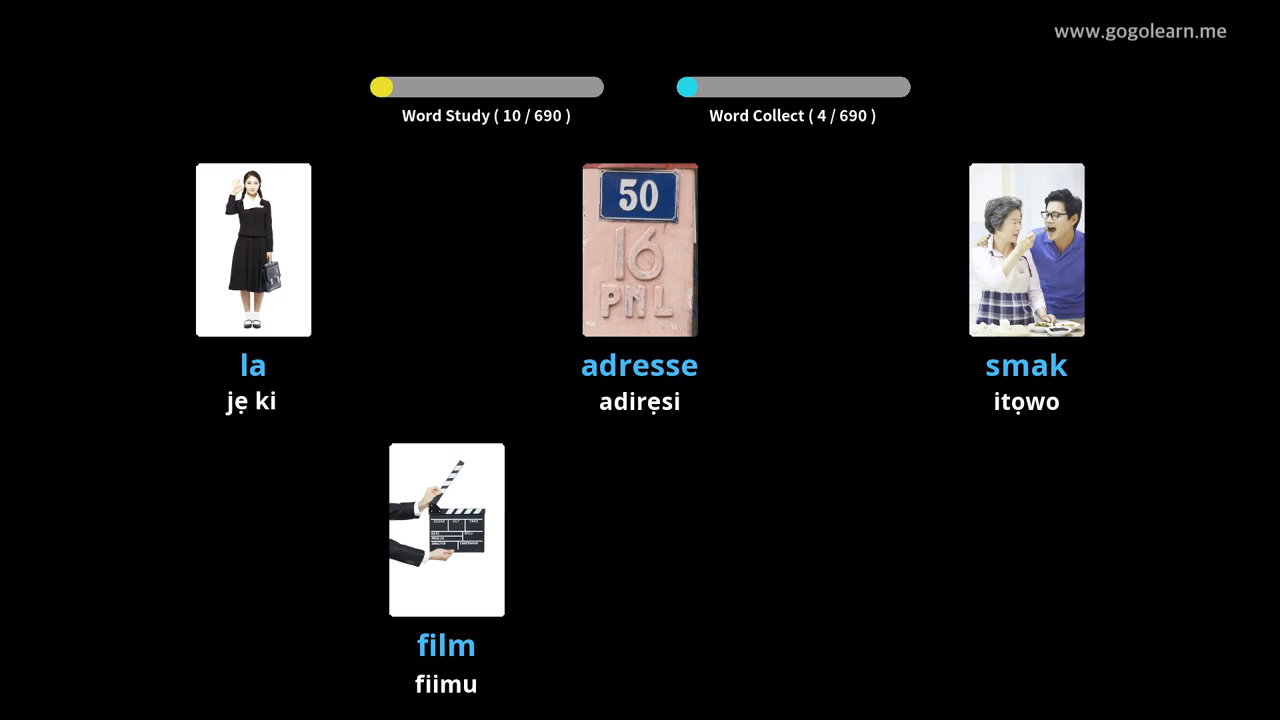 www.gogolearn.me
Word Study ( 10 / 690 )
Word Collect ( 4 / 690 )
50
16
PNL
la
adresse
smak
jẹ ki
adirẹsi
itọwo
film
fiimu